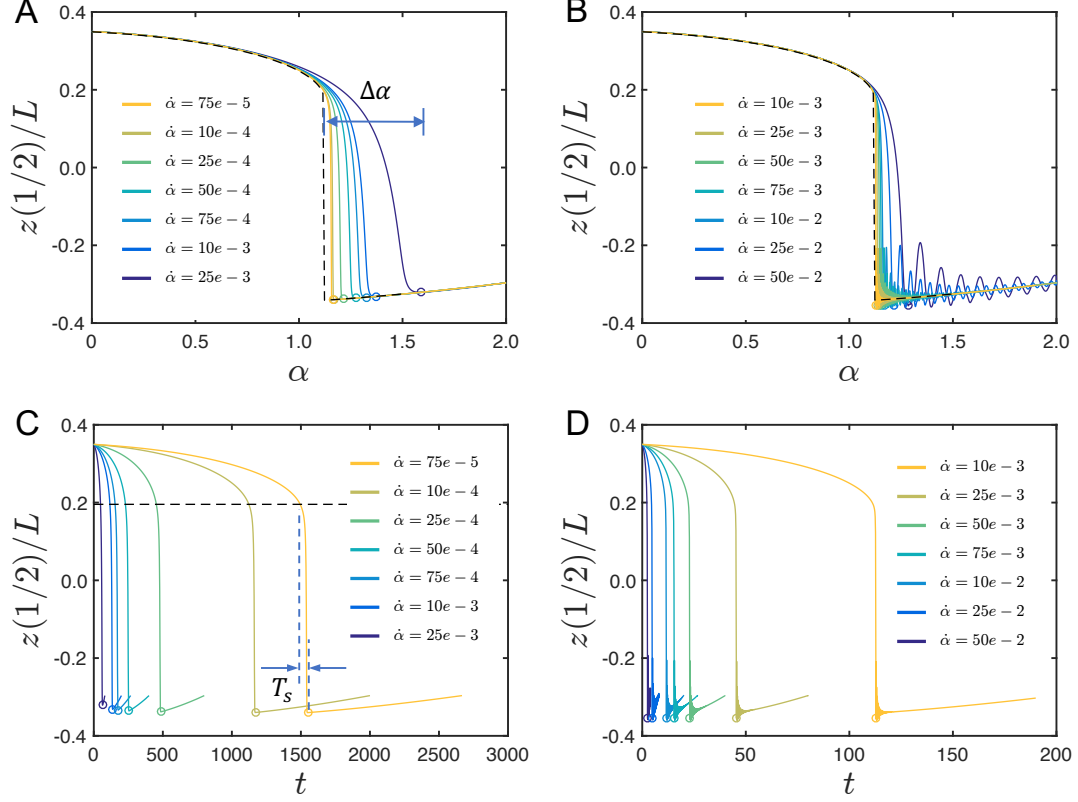 A
0.4
0.2
0.0
-0.2
-0.4
z(1/2)/L
α̇ = 75e − 5
α̇ = 10e − 4
α̇ = 25e − 4
α̇ = 50e − 4
α̇ = 75e − 4
α̇ = 10e − 3
α̇ = 25e − 3
Δα
0
0.5
1.0
1.5
2.0
α
B
0.4
0.2
0.0
-0.2
-0.4
z(1/2)/L
α̇ = 10e − 3
α̇ = 25e − 3
α̇ = 50e − 3
α̇ = 75e − 3
α̇ = 10e − 2
α̇ = 25e − 2
α̇ = 50e − 2
0
0.5
1.0
1.5
2.0
α
C
0.4
0.2
0.0
-0.2
-0.4
z(1/2)/L
α̇ = 75e − 5
α̇ = 10e − 4
α̇ = 25e − 4
α̇ = 50e − 4
α̇ = 75e − 4
α̇ = 10e − 3
α̇ = 25e − 3
Tₛ
0
500
1000
1500
2000
2500
3000
t
D
0.4
0.2
0.0
-0.2
-0.4
z(1/2)/L
α̇ = 10e − 3
α̇ = 25e − 3
α̇ = 50e − 3
α̇ = 75e − 3
α̇ = 10e − 2
α̇ = 25e − 2
α̇ = 50e − 2
0
50
100
150
200
t